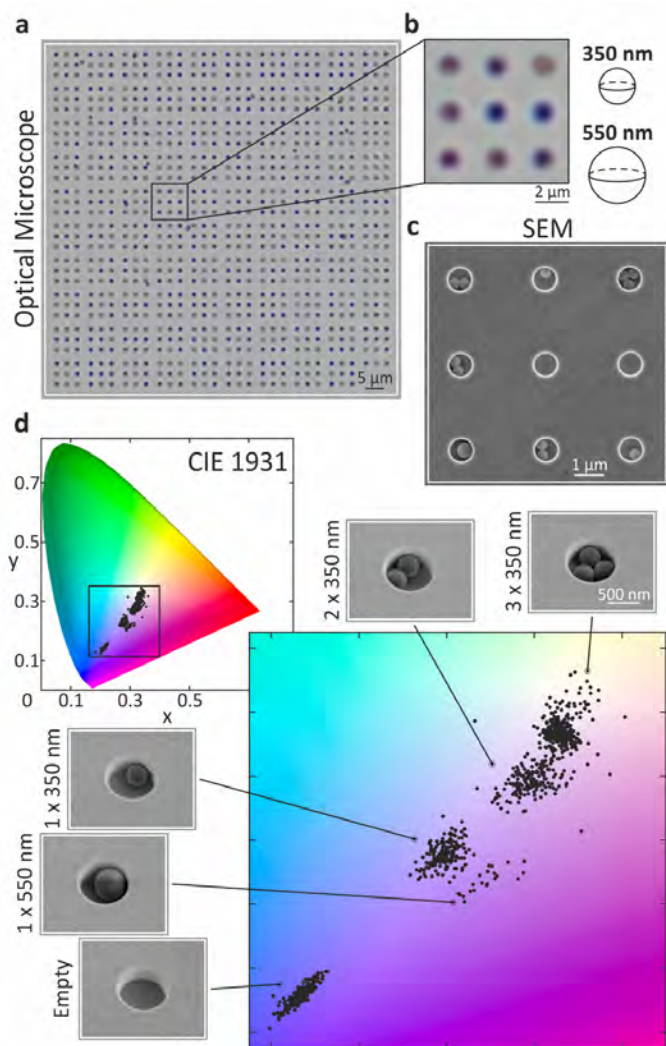 a
Optical Microscope
5 μm
b
2 μm
350 nm
550 nm
c
SEM
1 μm
d
CIE 1931
0.7
0.5
y
0.3
0.1
0
0.1
0.3
0.5
x
2 x 350 nm
3 x 350 nm
500 nm
1 x 350 nm
1 x 550 nm
Empty